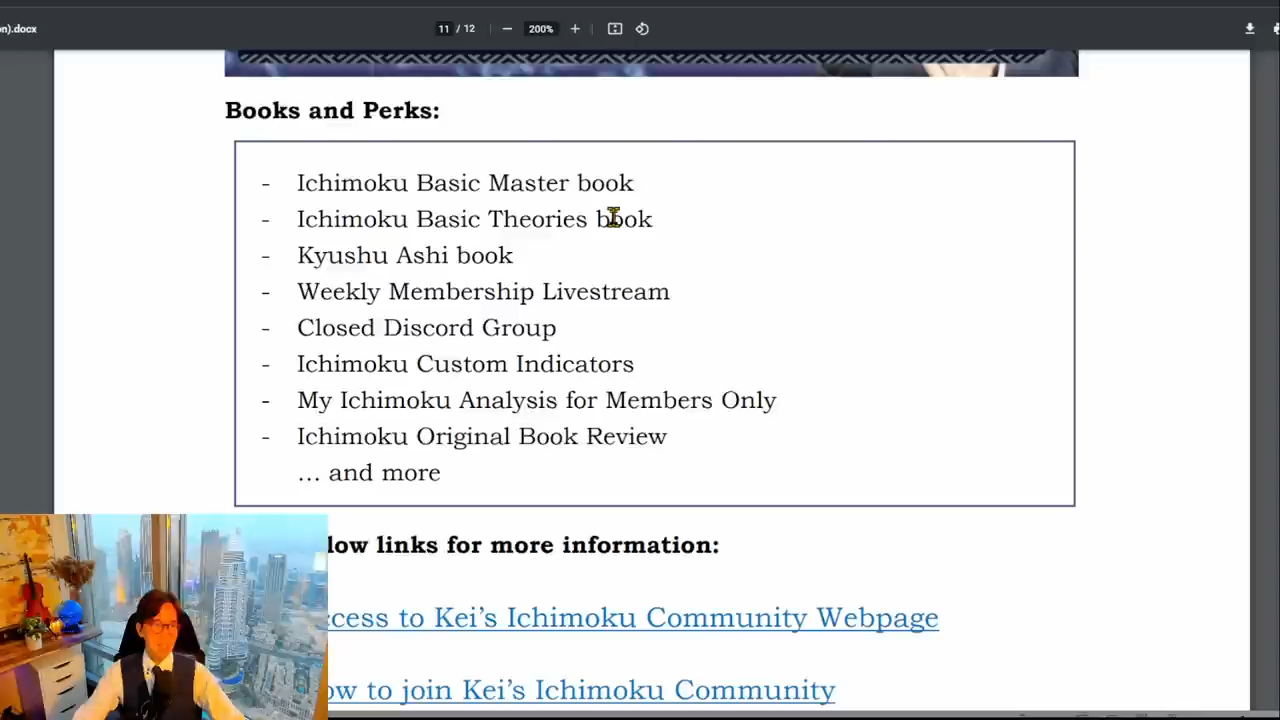 n).docx
11 / 12
200%
Books and Perks:
- Ichimoku Basic Master book
- Ichimoku Basic Theories book
- Kyushu Ashi book
- Weekly Membership Livestream
- Closed Discord Group
- Ichimoku Custom Indicators
- My Ichimoku Analysis for Members Only
- Ichimoku Original Book Review
… and more
low links for more information:
ccess to Kei’s Ichimoku Community Webpage
ow to join Kei’s Ichimoku Community